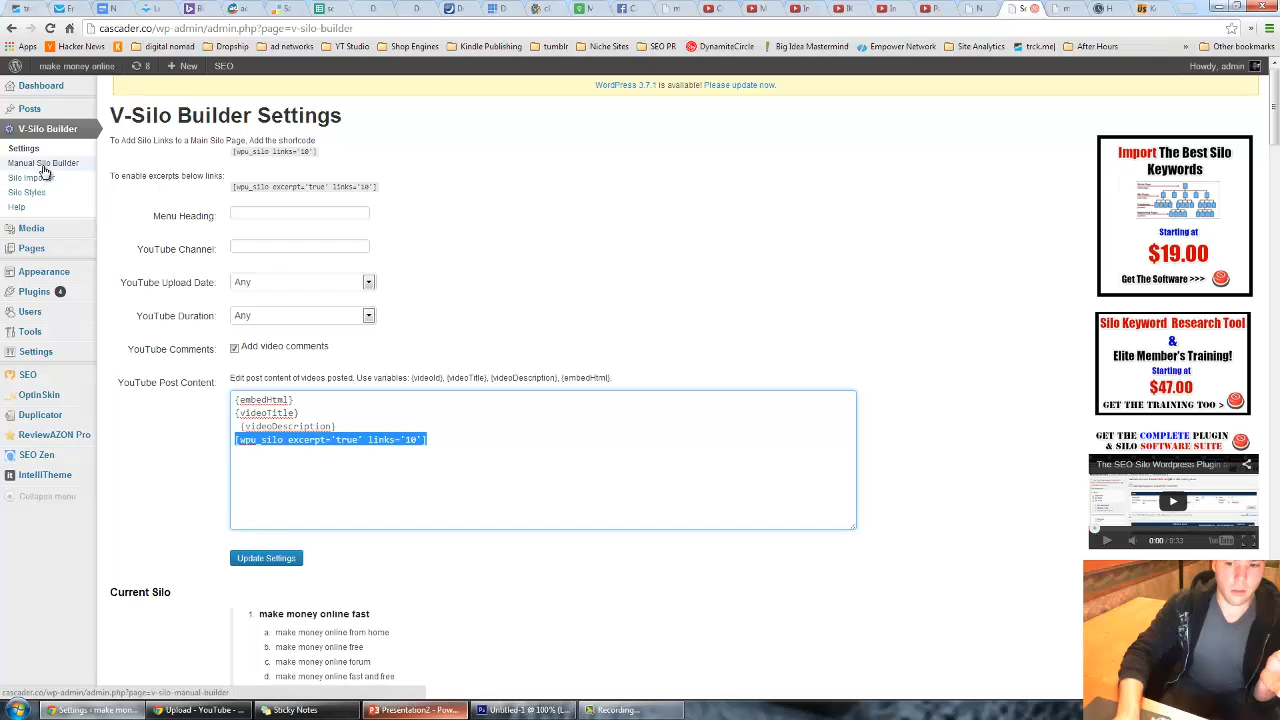 cascader.co/wp-admin/admin.php?page=v-silo-builder
Apps Hacker News digital nomad Dropship ad networks YT Studio Shop Engines Kindle Publishing tumblr Niche Sites SEO PR DynamiteCircle Big Idea Mastermind Empower Network Site Analytics trck.me| After Hours » Other bookmarks
make money online 8 + New SEO Howdy, admin
WordPress 3.7.1 is available! Please update now.
Dashboard
Posts
V-Silo Builder
Settings
Manual Silo Builder
Silo Importer
Silo Styles
Help
Media
Pages
Appearance
Plugins 4
Users
Tools
Settings
SEO
OptinSkin
Duplicator
ReviewAZON Pro
SEO Zen
IntelliTheme
Collapse menu
V-Silo Builder Settings
To Add Silo Links to a Main Silo Page, Add the shortcode
[wpu_silo links='10']
To enable excerpts below links:
[wpu_silo excerpt='true' links='10']
Menu Heading:
YouTube Channel:
YouTube Upload Date: Any
YouTube Duration: Any
YouTube Comments: Add video comments
YouTube Post Content: Edit post content of videos posted. Use variables: {videoId}, {videoTitle}, {videoDescription}, {embedHtml}.
{embedHtml}
{videoTitle}
{videoDescription}
[wpu_silo excerpt='true' links='10']
Update Settings
Current Silo
1. make money online fast
a. make money online from home
b. make money online free
c. make money online forum
d. make money online fast and free
Import The Best Silo
Keywords
Starting at
$19.00
Get The Software >>>
Silo Keyword Research Tool
&
Elite Member's Training!
Starting at
$47.00
GET THE TRAINING TOO >
GET THE COMPLETE PLUGIN
& SILO SOFTWARE SUITE
The SEO Silo Wordpress Plugin
0:00 / 9:33 YouTube
cascader.co/wp-admin/admin.php?page=v-silo-manual-builder
Settings ‹ make mon... Upload - YouTube - ... Sticky Notes Presentation2 - Pow... Untitled-1 @ 100% (L... Recording...